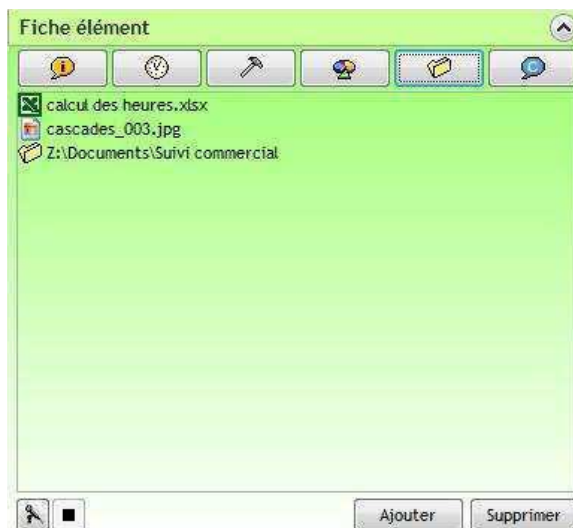 Fiche élément
calcul des heures.xlsx
cascades_003.jpg
Z:\Documents\Suivi commercial
Ajouter Supprimer